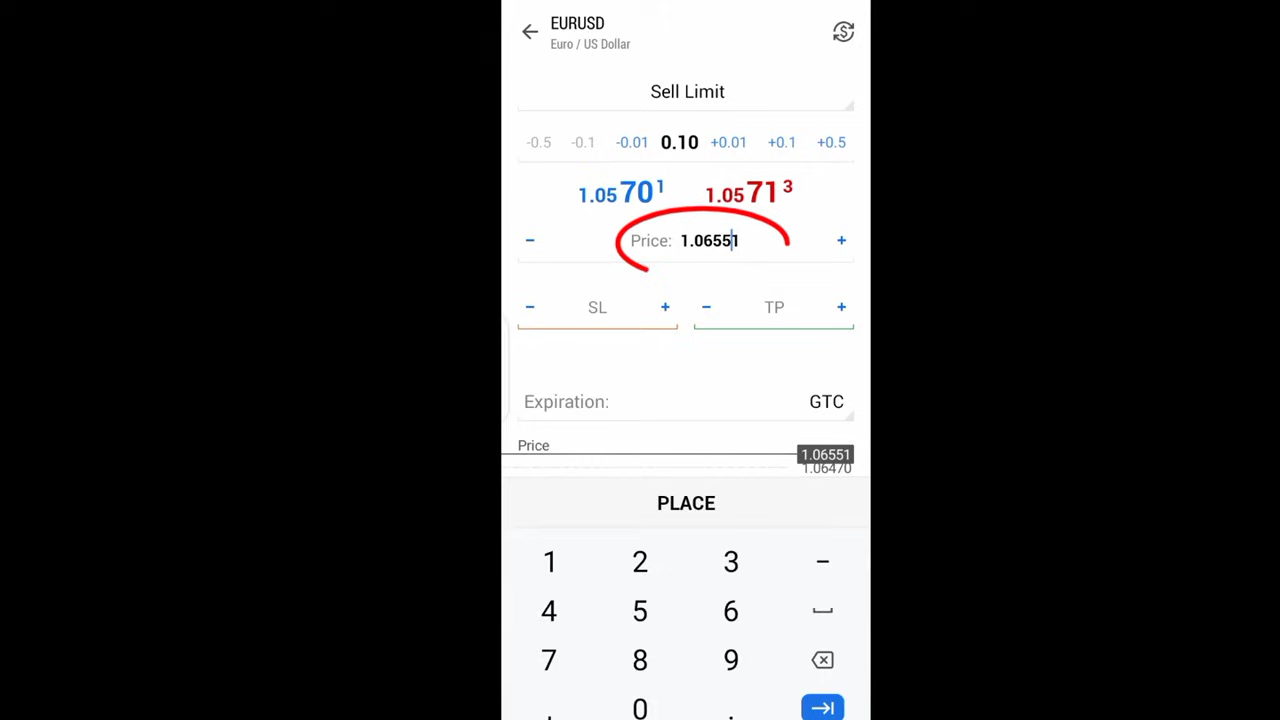 EURUSD
Euro / US Dollar
Sell Limit
-0.5 -0.1 -0.01 0.10 +0.01 +0.1 +0.5
1.05701 1.05713
- Price: 1.06551 +
- SL + - TP +
Expiration: GTC
Price
1.06551
1.06470
PLACE
1 2 3 -
4 5 6
7 8 9
, 0 .